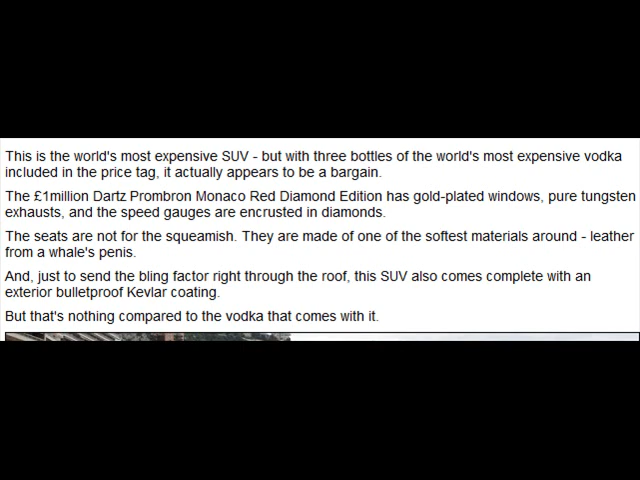 This is the world's most expensive SUV - but with three bottles of the world's most expensive vodka
included in the price tag, it actually appears to be a bargain.
The £1million Dartz Prombron Monaco Red Diamond Edition has gold-plated windows, pure tungsten
exhausts, and the speed gauges are encrusted in diamonds.
The seats are not for the squeamish. They are made of one of the softest materials around - leather
from a whale's penis.
And, just to send the bling factor right through the roof, this SUV also comes complete with an
exterior bulletproof Kevlar coating.
But that's nothing compared to the vodka that comes with it.